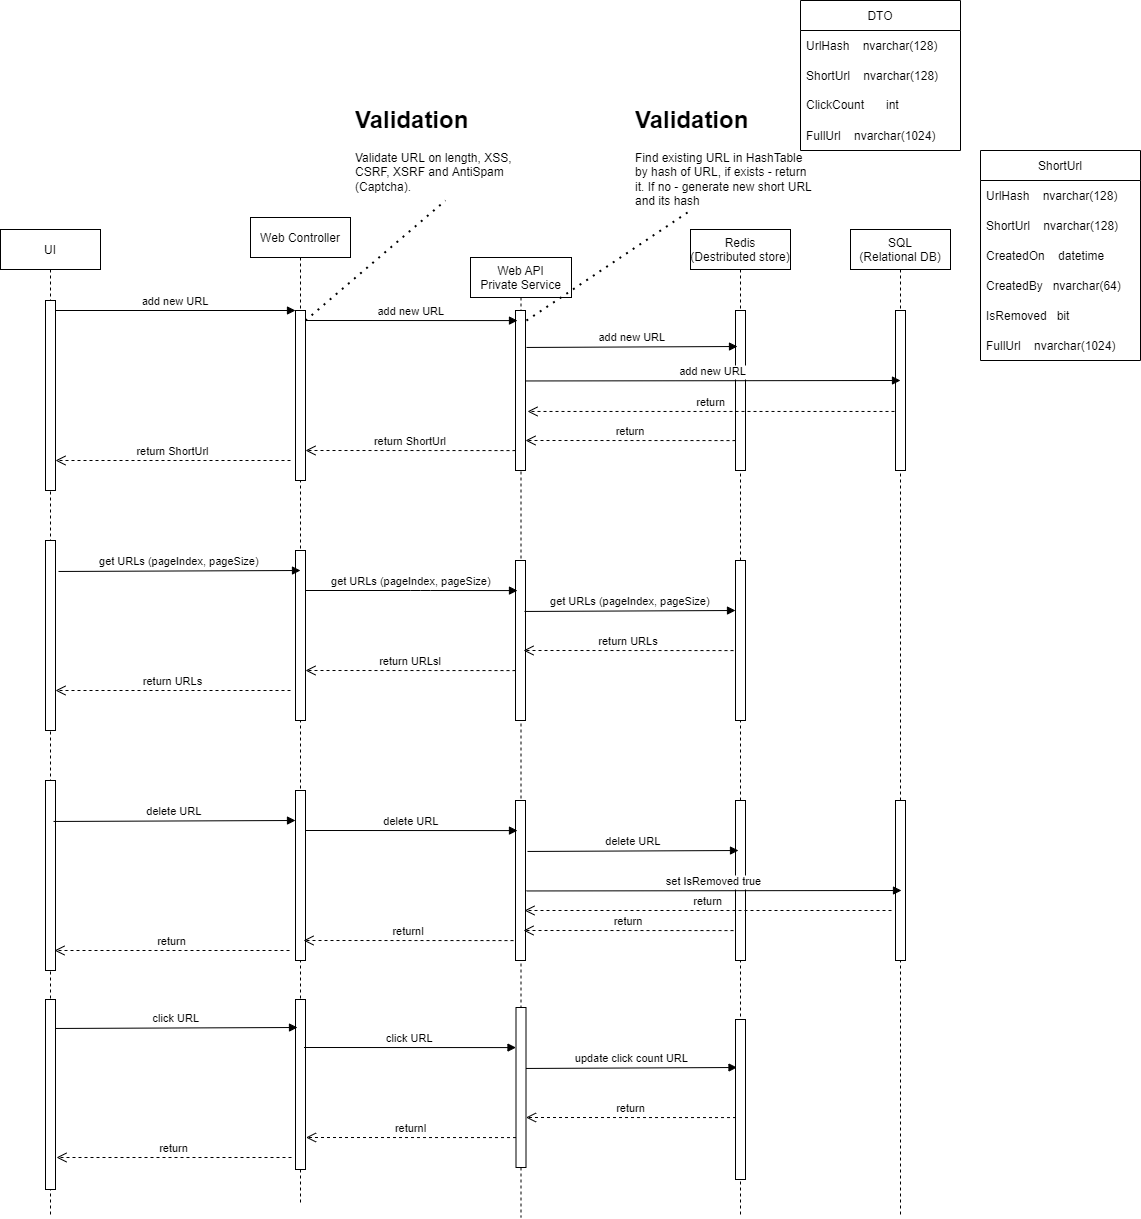 DTO
UrlHash nvarchar(128)
ShortUrl nvarchar(128)
ClickCount int
FullUrl nvarchar(1024)
ShortUrl
UrlHash nvarchar(128)
ShortUrl nvarchar(128)
CreatedOn datetime
CreatedBy nvarchar(64)
IsRemoved bit
FullUrl nvarchar(1024)
Validation
Validate URL on length, XSS,
CSRF, XSRF and AntiSpam
(Captcha).
Validation
Find existing URL in HashTable
by hash of URL, if exists - return
it. If no - generate new short URL
and its hash
UI
Web Controller
Web API
Private Service
Redis
(Destributed store)
SQL
(Relational DB)
add new URL
add new URL
add new URL
add new URL
return
return
return ShortUrl
return ShortUrl
get URLs (pageIndex, pageSize)
get URLs (pageIndex, pageSize)
get URLs (pageIndex, pageSize)
return URLs
return URLsl
return URLs
delete URL
delete URL
delete URL
set IsRemoved true
return
return
returnl
return
click URL
click URL
update click count URL
return
returnl
return